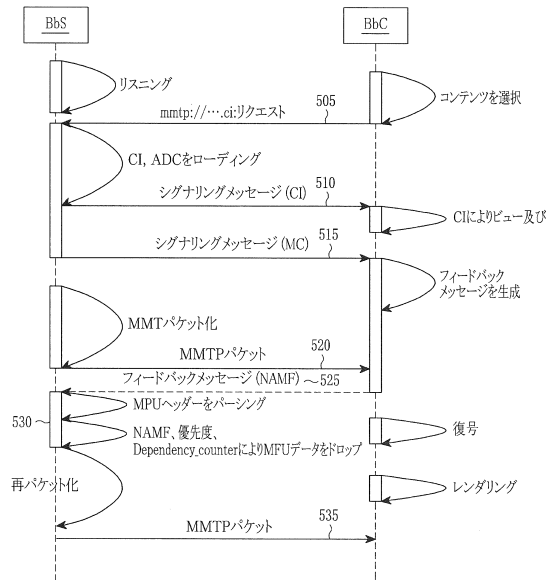 BbS
BbC
リスニング
コンテンツを選択
mmtp://….ci:リクエスト
505
CI, ADCをローディング
シグナリングメッセージ(CI)
510
CIによりビュー及び
シグナリングメッセージ(MC)
515
フィードバック
メッセージを生成
MMTパケット化
MMTPパケット
520
フィードバックメッセージ(NAMF)
525
530
MPUヘッダーをパーシング
NAMF、優先度、
Dependency_counterによりMFUデータをドロップ
復号
再パケット化
レンダリング
MMTPパケット
535